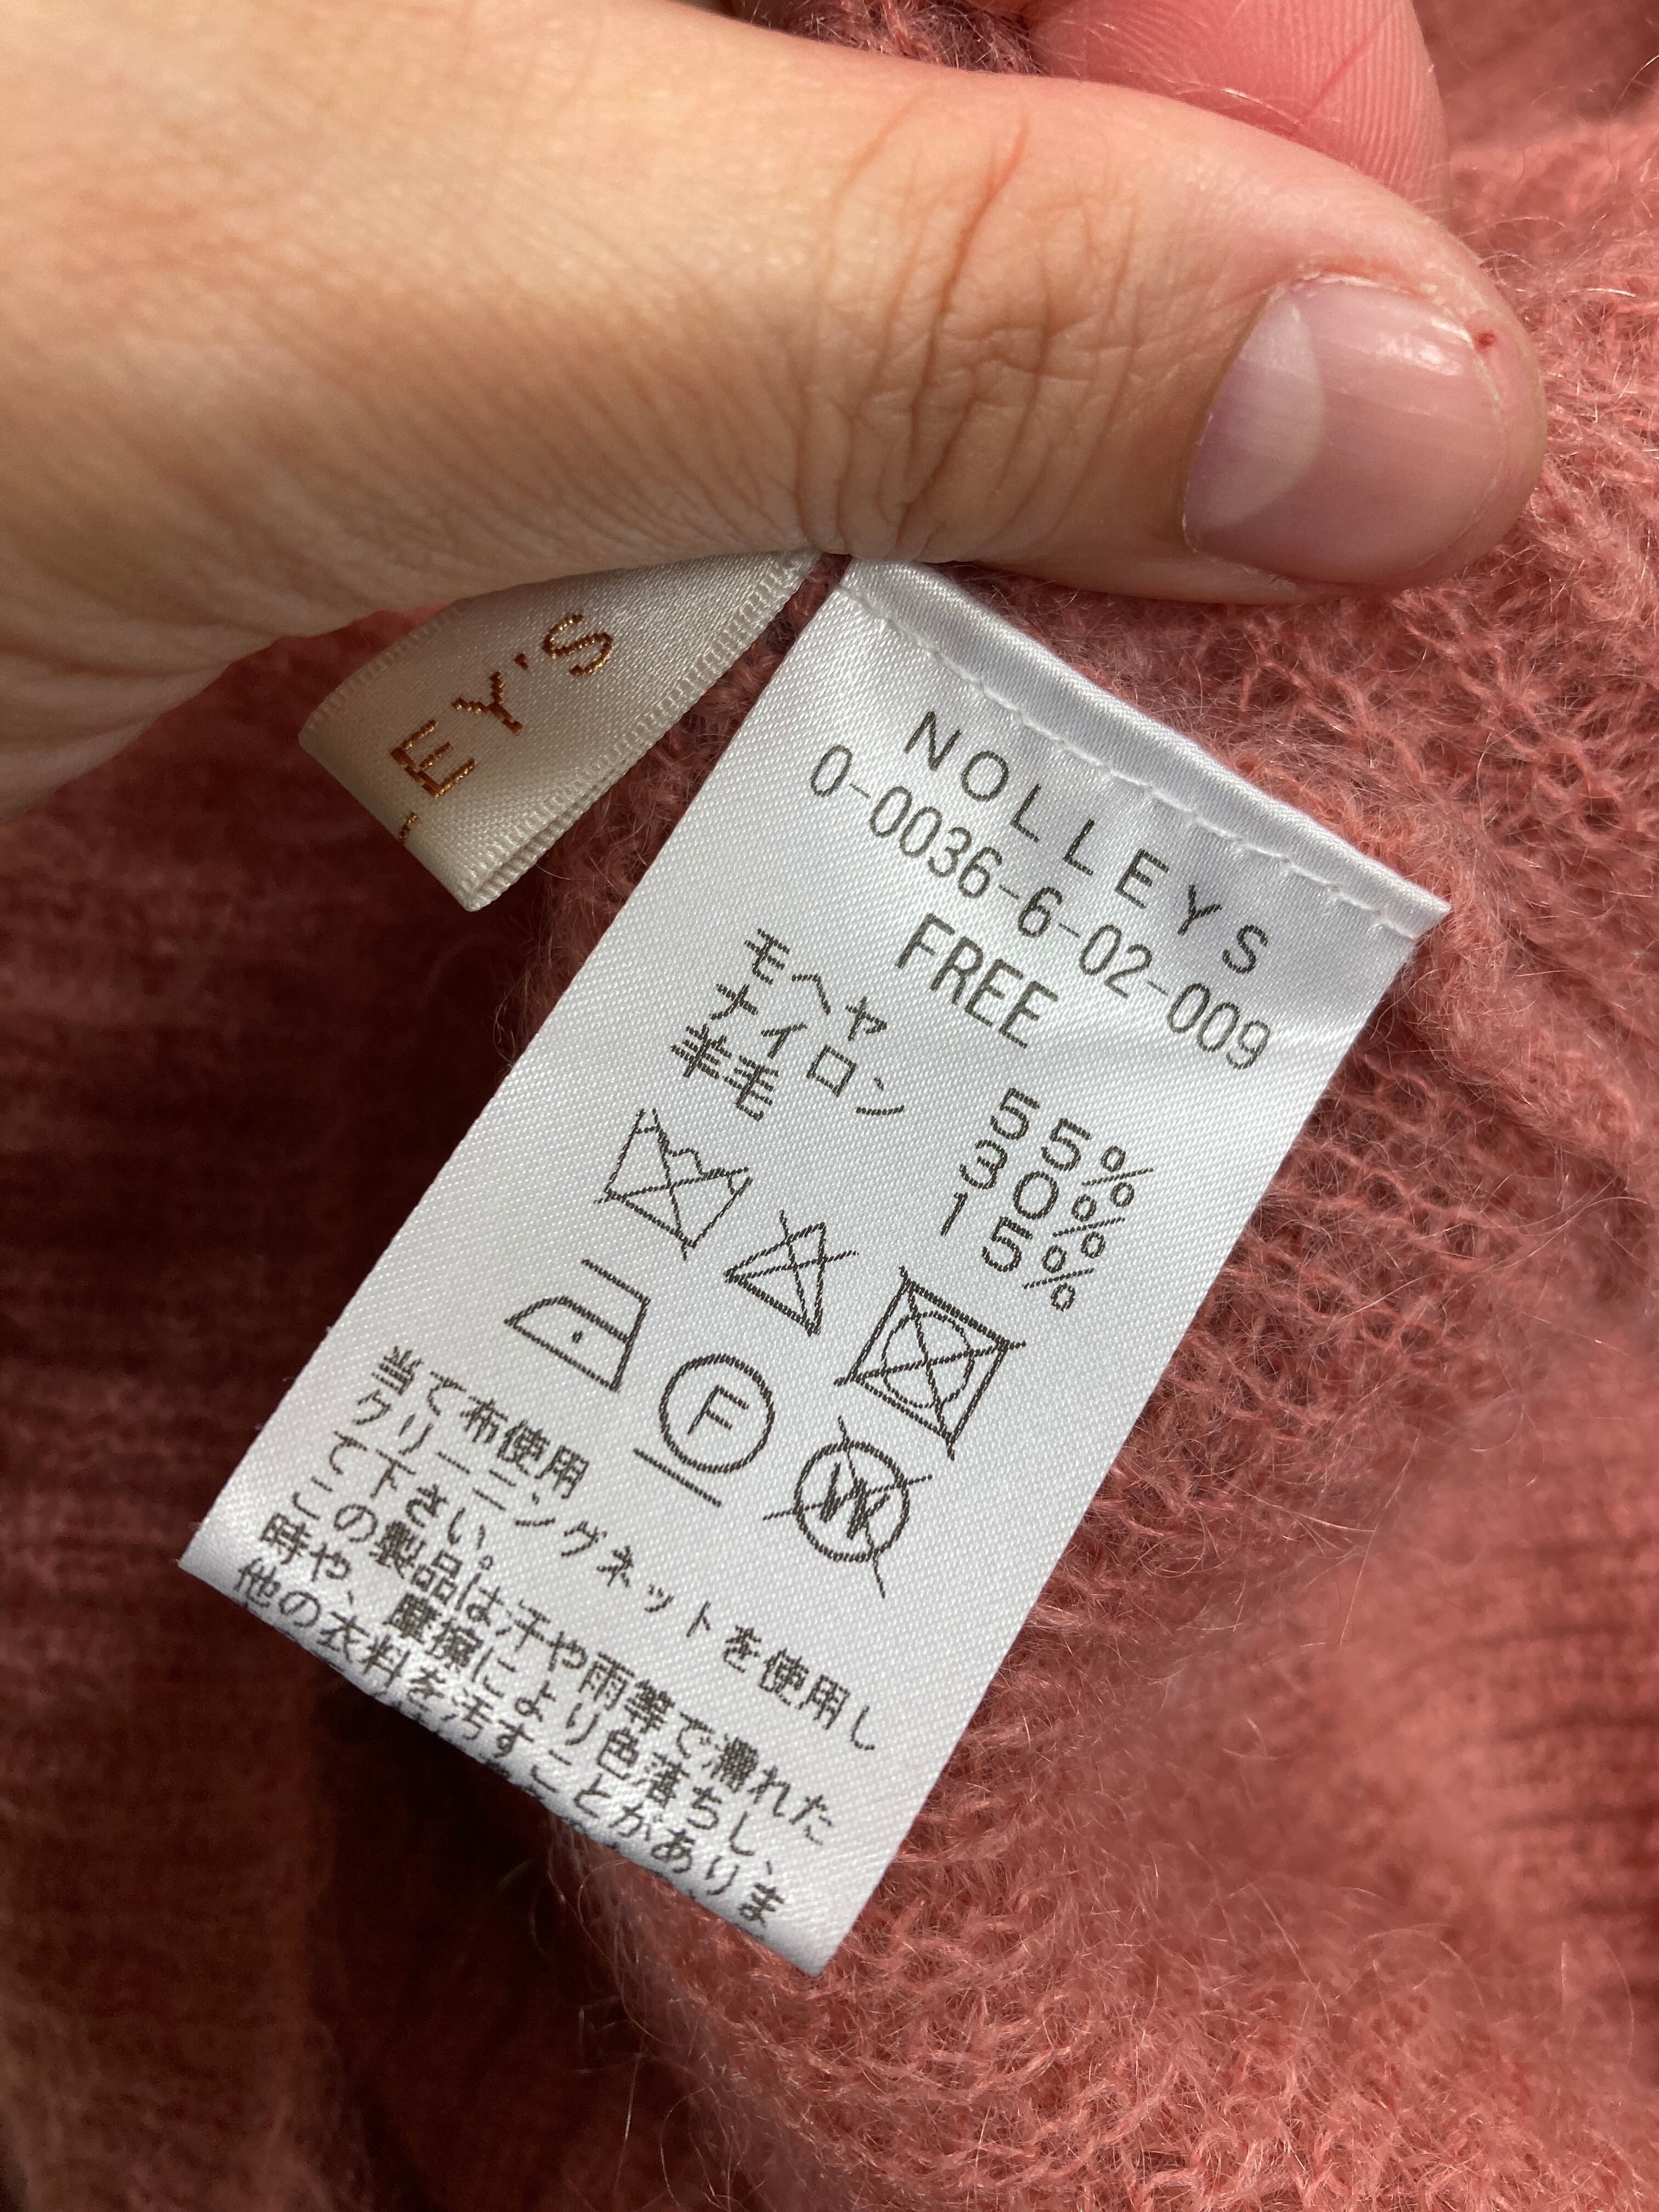 EY'S
NOLLEYS
0-0036-6-02-009
FREE
モヘヤ 55%
ナイロン 30%
羊毛 15%
F
W
当て布使用
クリーニングネットを使用し
て下さい。
この製品は汗や雨等で濡れた
時や、摩擦により色落ちし、
他の衣料を汚すことがありま